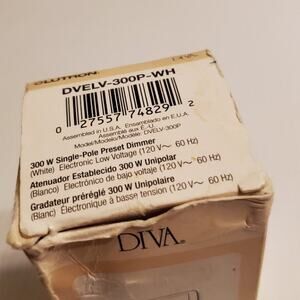 LUTRON
DIVA
DVELV-300P-WH
0 27557 74829 2
Assembled in U.S.A. Ensamblado en E.U.A.
Assemblé aux É.-U.
Model/Modelo/Modèle: DVELV-300P
300 W Single-Pole Preset Dimmer
(White) Electronic Low Voltage (120 V~ 60 Hz)
Atenuador Establecido 300 W Unipolar
(Blanco) Electrónico de bajo voltaje (120 V~ 60 Hz)
Gradateur préréglé 300 W Unipolaire
(Blanc) Électronique à basse tension (120 V~ 60 Hz)
DIVA®